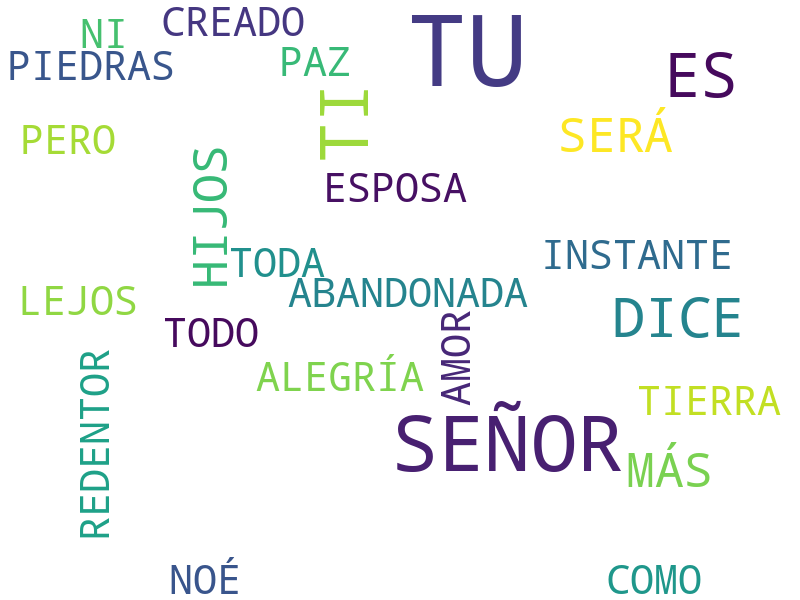 NI
CREADO
TU
PIEDRAS
PAZ
ES
TI
PERO
SERÁ
HIJOS
ESPOSA
TODA
INSTANTE
LEJOS
ABANDONADA
TODO
DICE
AMOR
ALEGRÍA
REDENTOR
TIERRA
SEÑOR
MÁS
NOÉ
COMO